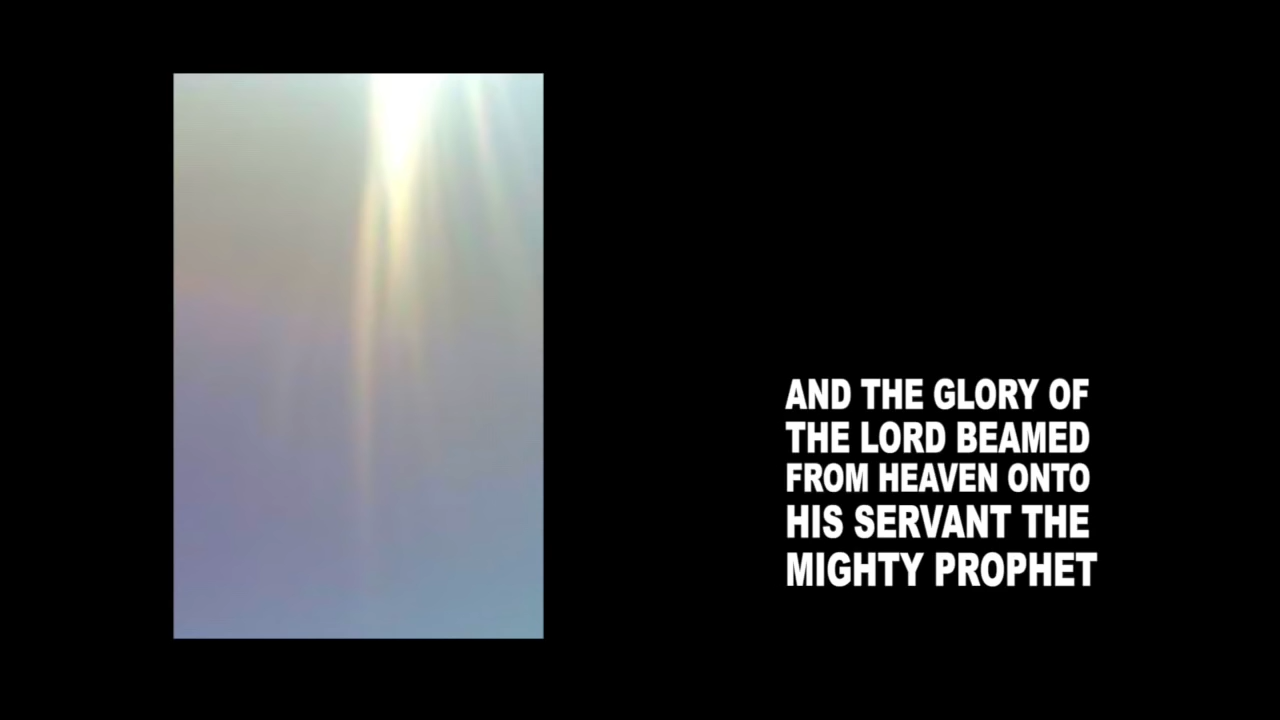 AND THE GLORY OF
THE LORD BEAMED
FROM HEAVEN ONTO
HIS SERVANT THE
MIGHTY PROPHET